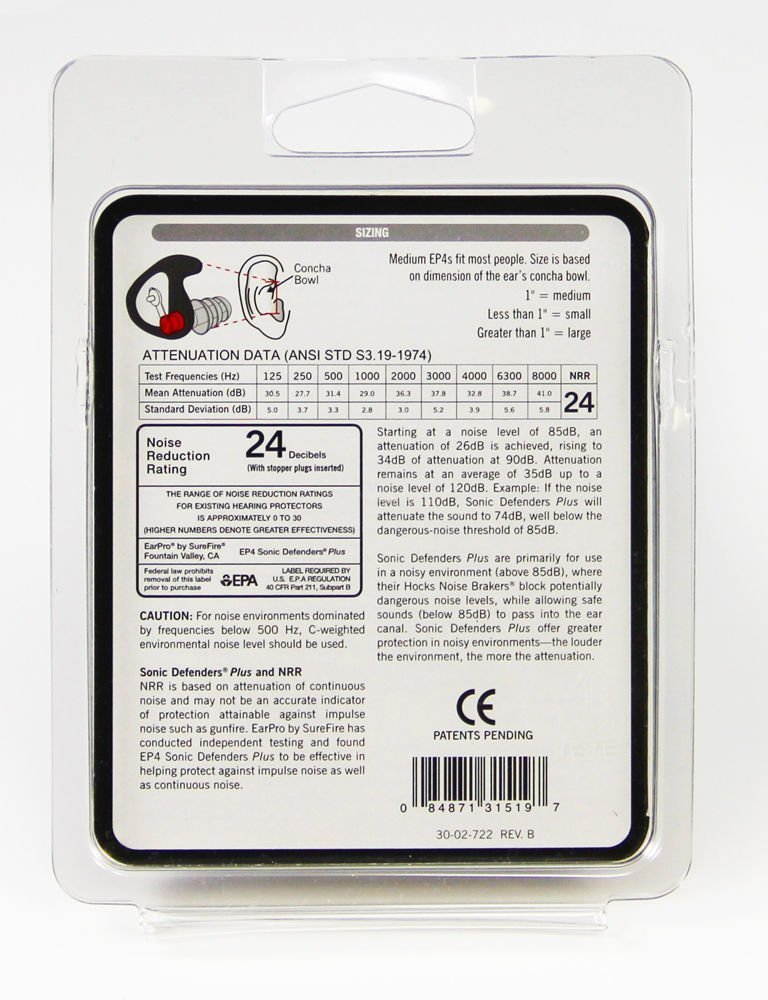 SIZING
Concha
Bowl
Medium EP4s fit most people. Size is based
on dimension of the ear's concha bowl.
1" = medium
Less than 1" = small
Greater than 1" = large
ATTENUATION DATA (ANSI STD S3.19-1974)
Test Frequencies (Hz) 125 250 500 1000 2000 3000 4000 6300 8000 NRR
Mean Attenuation (dB) 30.5 27.7 31.4 29.0 36.3 37.8 32.8 38.7 41.0 24
Standard Deviation (dB) 5.0 3.7 3.3 2.8 3.0 5.2 3.9 5.6 5.8
Noise
Reduction
Rating
24 Decibels
(With stopper plugs inserted)
THE RANGE OF NOISE REDUCTION RATINGS
FOR EXISTING HEARING PROTECTORS
IS APPROXIMATELY 0 TO 30
(HIGHER NUMBERS DENOTE GREATER EFFECTIVENESS)
EarPro® by SureFire®
Fountain Valley, CA
EP4 Sonic Defenders® Plus
Federal law prohibits
removal of this label
prior to purchase
EPA
LABEL REQUIRED BY
U.S. E.P.A REGULATION
40 CFR Part 211, Subpart B
CAUTION: For noise environments dominated
by frequencies below 500 Hz, C-weighted
environmental noise level should be used.
Sonic Defenders® Plus and NRR
NRR is based on attenuation of continuous
noise and may not be an accurate indicator
of protection attainable against impulse
noise such as gunfire. EarPro by SureFire has
conducted independent testing and found
EP4 Sonic Defenders Plus to be effective in
helping protect against impulse noise as well
as continuous noise.
Starting at a noise level of 85dB, an
attenuation of 26dB is achieved, rising to
34dB of attenuation at 90dB. Attenuation
remains at an average of 35dB up to a
noise level of 120dB. Example: If the noise
level is 110dB, Sonic Defenders Plus will
attenuate the sound to 74dB, well below the
dangerous-noise threshold of 85dB.
Sonic Defenders Plus are primarily for use
in a noisy environment (above 85dB), where
their Hocks Noise Brakers® block potentially
dangerous noise levels, while allowing safe
sounds (below 85dB) to pass into the ear
canal. Sonic Defenders Plus offer greater
protection in noisy environments—the louder
the environment, the more the attenuation.
CE
PATENTS PENDING
0 84871 31519 7
30-02-722 REV. B